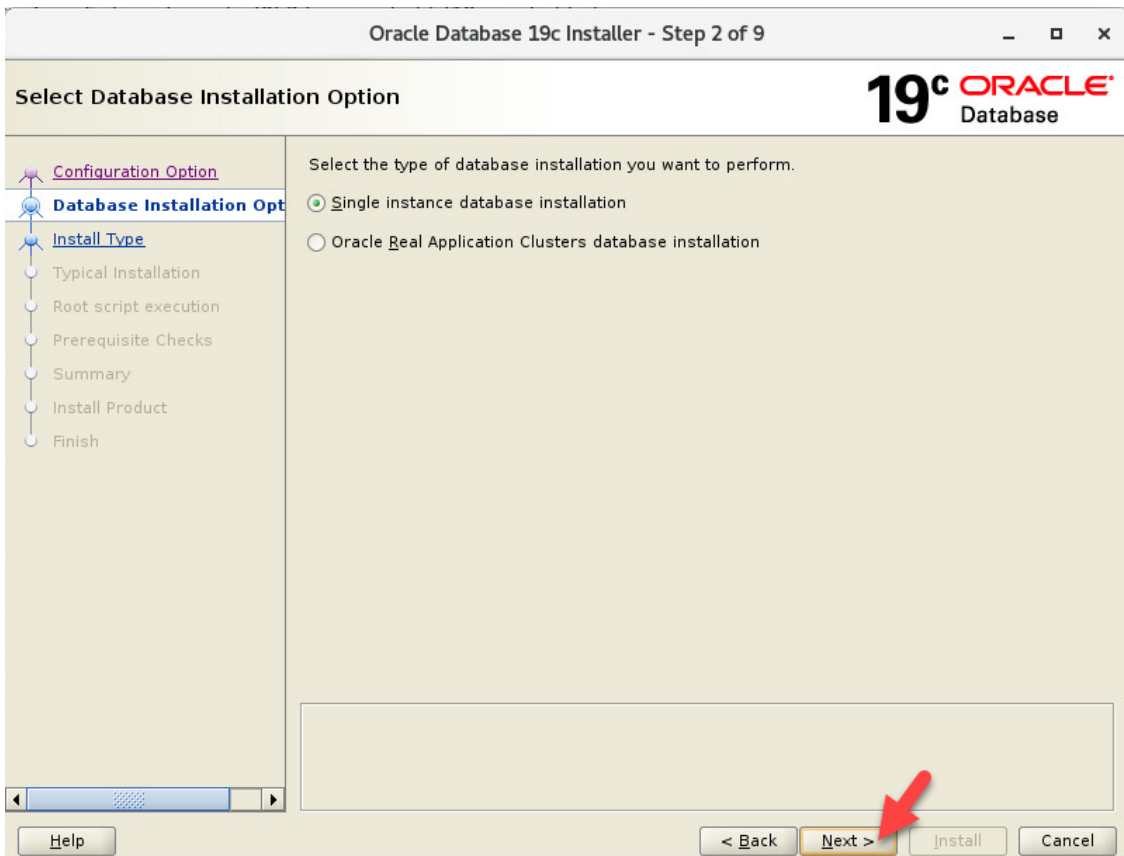 Oracle Database 19c Installer - Step 2 of 9
Select Database Installation Option
19c ORACLE
Database
Configuration Option
Database Installation Opt
Install Type
Typical Installation
Root script execution
Prerequisite Checks
Summary
Install Product
Finish
Select the type of database installation you want to perform.
Single instance database installation
Oracle Real Application Clusters database installation
Help
< Back
Next >
Install
Cancel